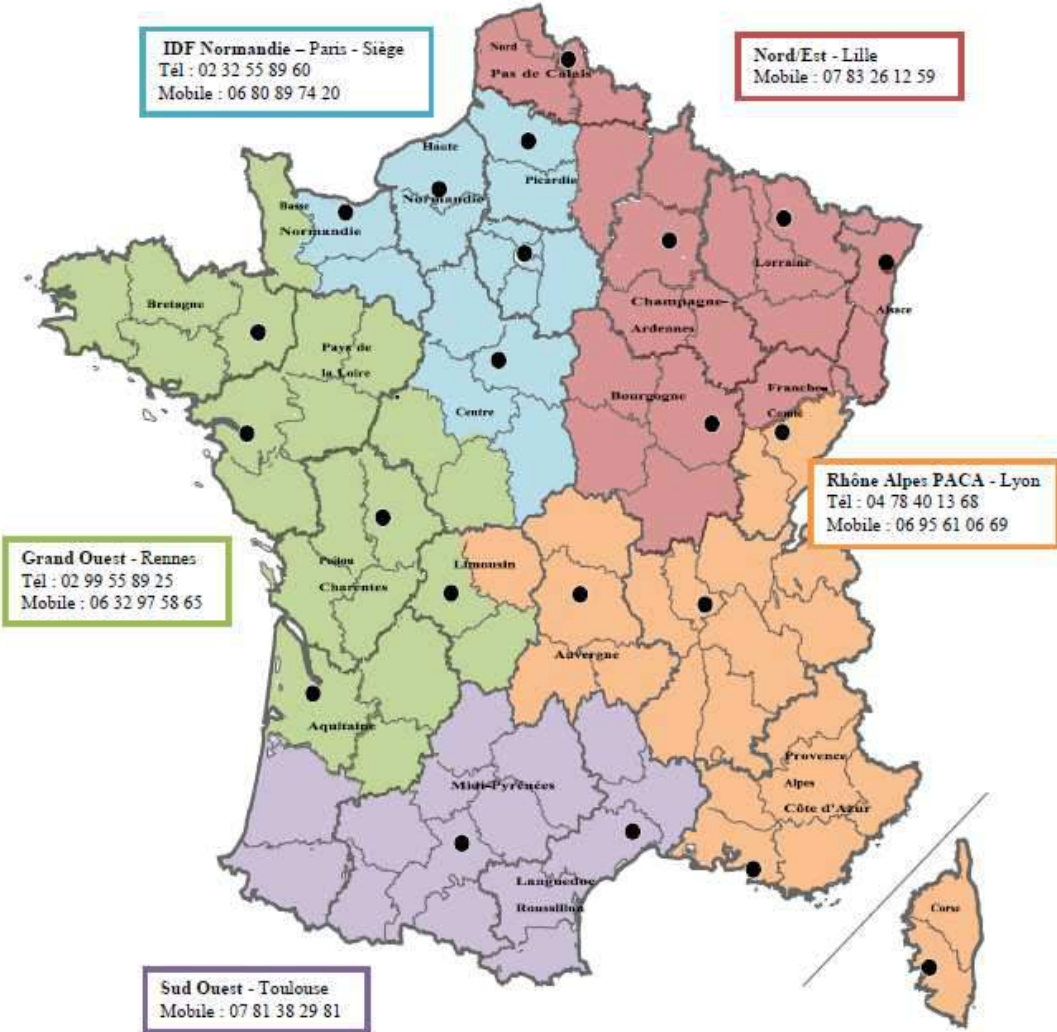 IDF Normandie – Paris - Siège
Tél : 02 32 55 89 60
Mobile : 06 80 89 74 20
Nord/Est - Lille
Mobile : 07 83 26 12 59
Nord
Pas de Calais
Haute
Normandie
Picardie
Basse
Normandie
Lorraine
Alsace
Champagne-
Ardennes
Bretagne
Pays de
la Loire
Centre
Bourgogne
Franche
Comté
Rhône Alpes PACA - Lyon
Tél : 04 78 40 13 68
Mobile : 06 95 61 06 69
Grand Ouest - Rennes
Tél : 02 99 55 89 25
Mobile : 06 32 97 58 65
Poitou
Charentes
Limousin
Auvergne
Aquitaine
Midi-Pyrénées
Provence
Alpes
Côte d'Azur
Languedoc
Roussillon
Corse
Sud Ouest - Toulouse
Mobile : 07 81 38 29 81